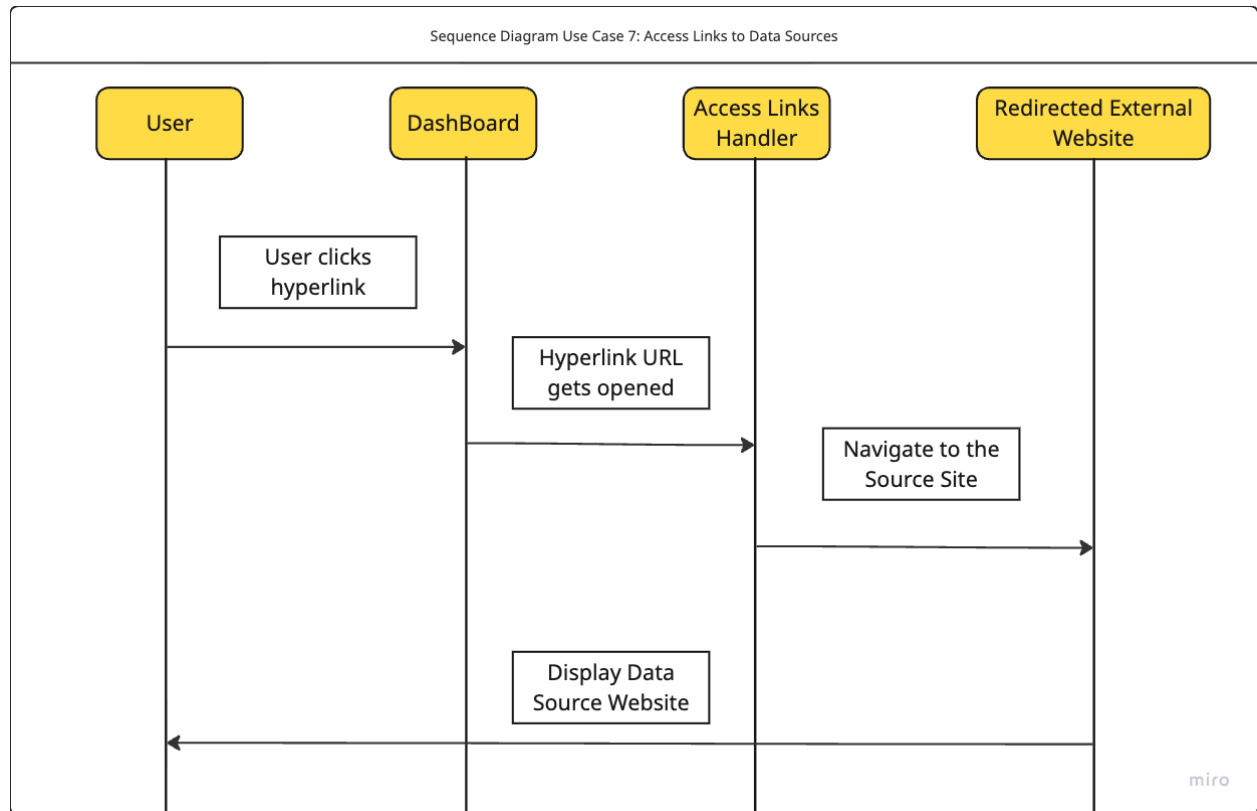 Sequence Diagram Use Case 7: Access Links to Data Sources
User
DashBoard
Access Links
Handler
Redirected External
Website
User clicks
hyperlink
Hyperlink URL
gets opened
Navigate to the
Source Site
Display Data
Source Website
miro